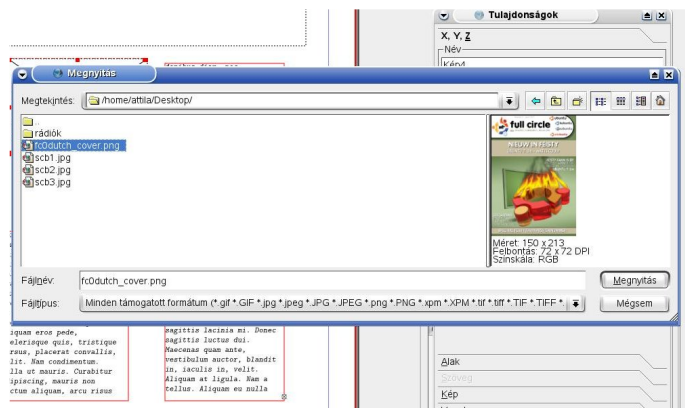 Tulajdonságok
X, Y, Z
Név
Kép4
Megnyitás
Megtekintés: /home/attila/Desktop/
..
rádiók
fc0dutch_cover.png
scb1.jpg
scb2.jpg
scb3.jpg
full circle
Méret: 150 x 213
Felbontás: 72 x 72 DPI
Színskála: RGB
Fájlnév: fc0dutch_cover.png
Megnyitás
Fájltípus: Minden támogatott formátum (*.gif *.GIF *.jpg *.jpeg *.JPG *.JPEG *.png *.PNG *.xpm *.XPM *.tif *.tiff *.TIF *.TIFF *.
Mégsem
iquam eros pede,
elerisque quis, tristique
rsus, placerat convallis,
lit. Nam condimentum.
lla ut mauris. Curabitur
ipiscing, mauris non
ctum aliquam, arcu risus
sagittis lacinia mi. Donec
sagittis luctus dui.
Maecenas quam ante,
vestibulum auctor, blandit
in, iaculis in, velit.
Aliquam at ligula. Nam a
tellus. Aliquam eu nulla
Alak
Szöveg
Kép